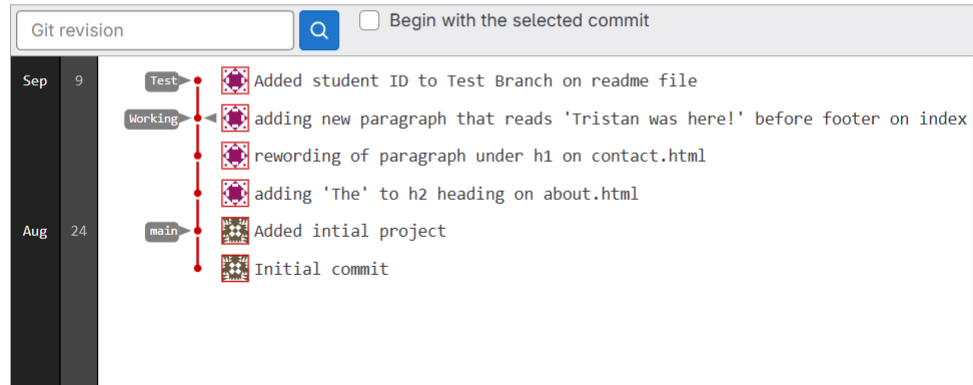 Git revision
Begin with the selected commit
Sep 9 Test Added student ID to Test Branch on readme file
Working adding new paragraph that reads 'Tristan was here!' before footer on index
rewording of paragraph under h1 on contact.html
adding 'The' to h2 heading on about.html
Aug 24 main Added intial project
Initial commit